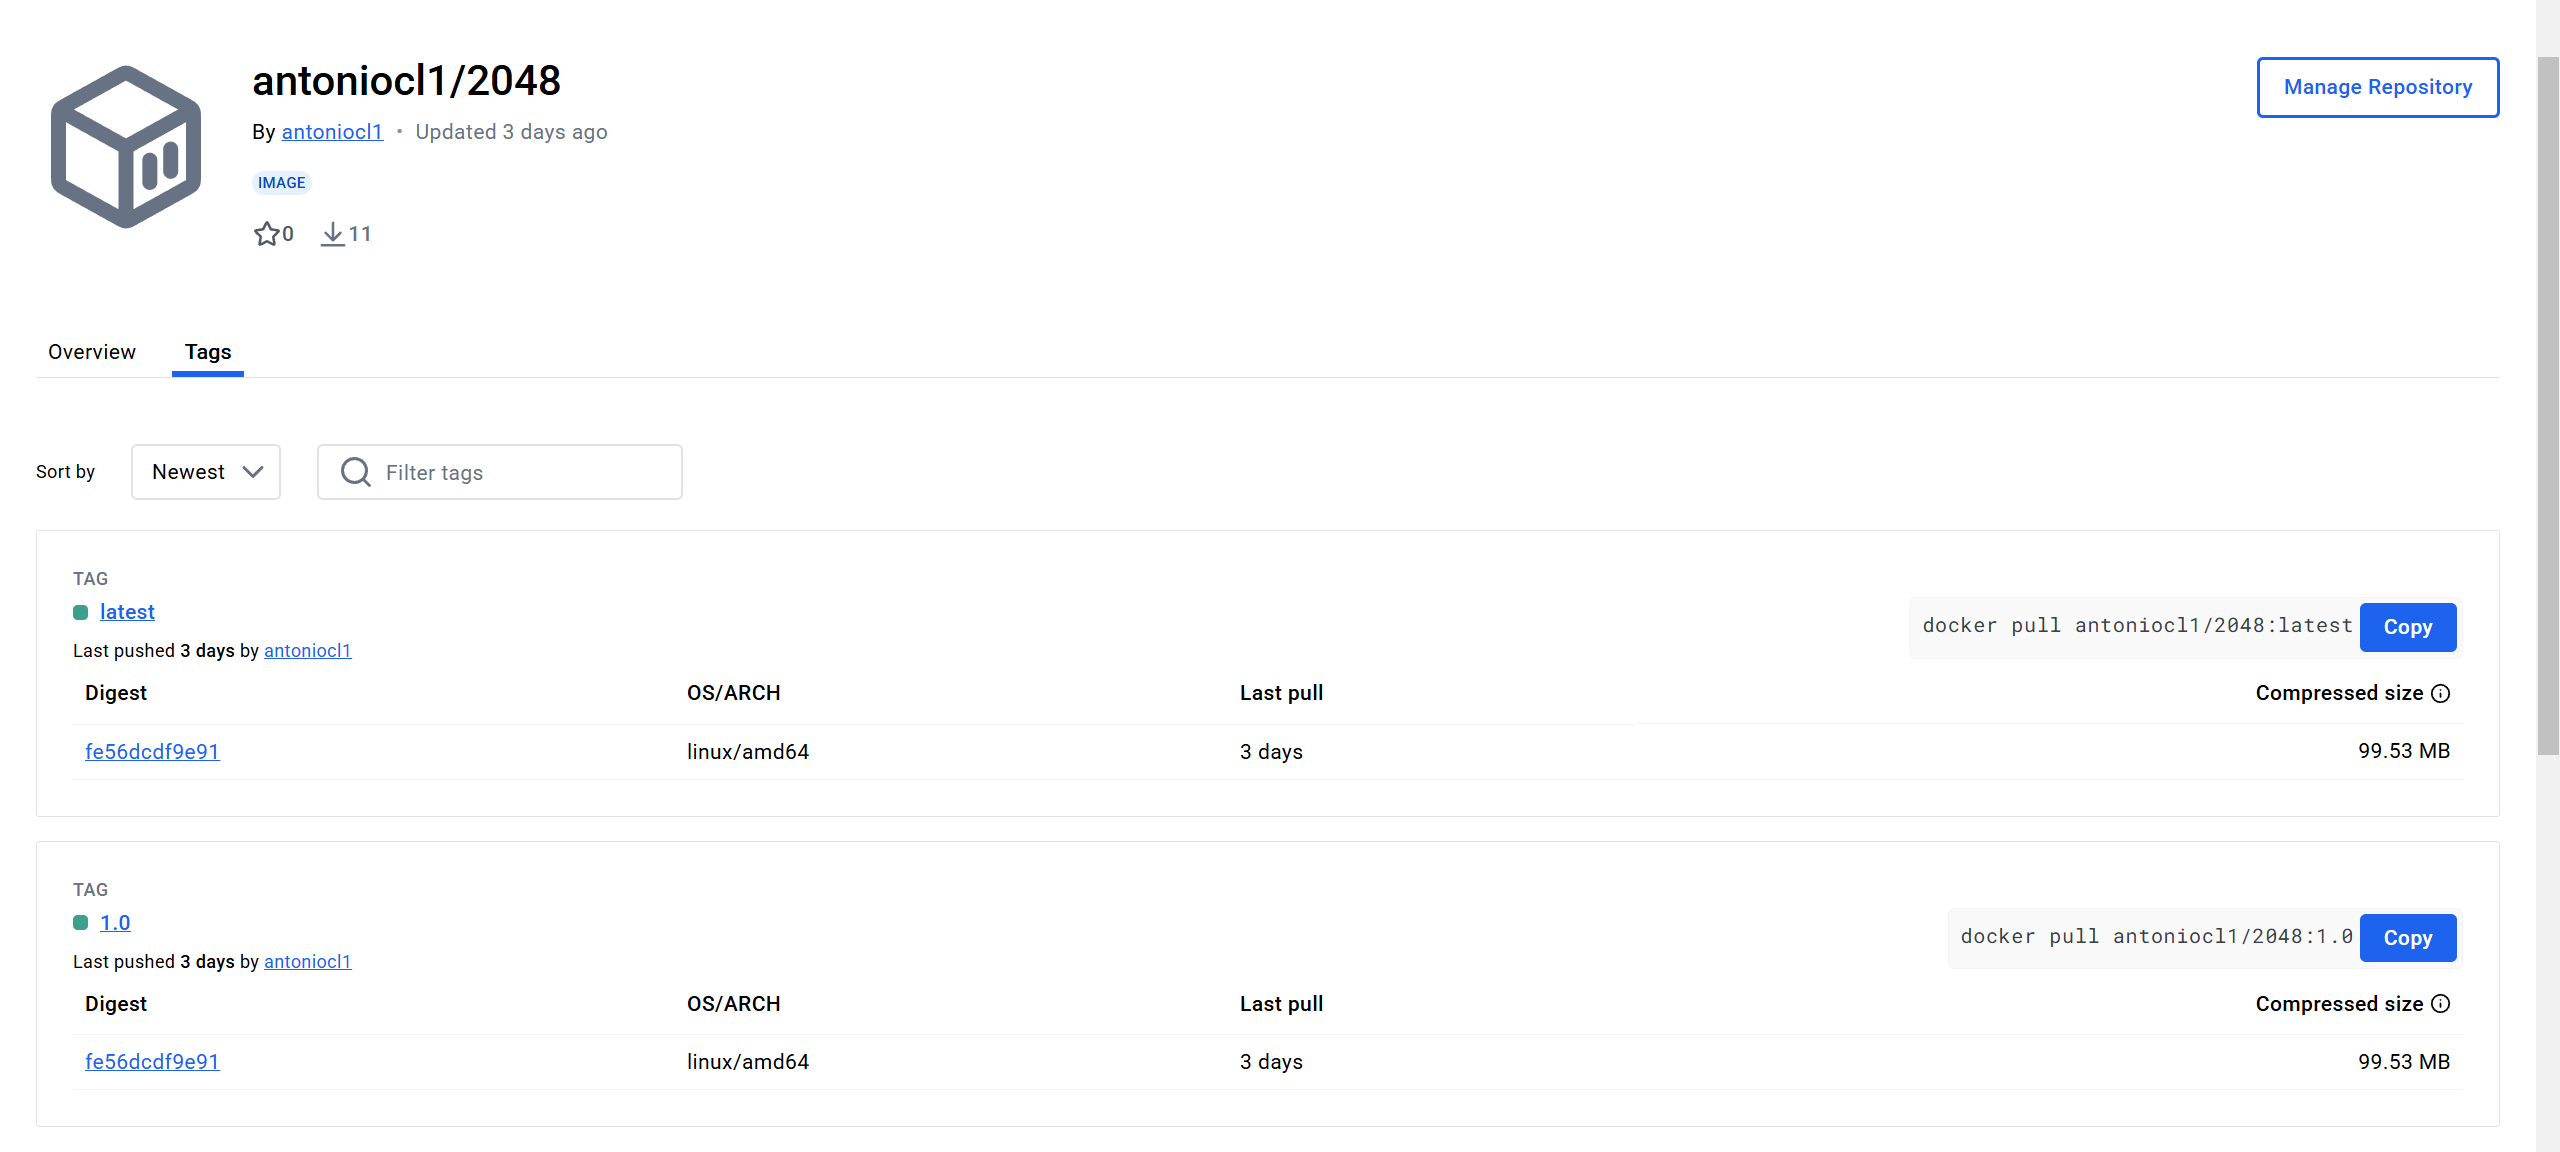 antoniocl1/2048
Manage Repository
By antoniocl1 • Updated 3 days ago
IMAGE
0 11
Overview Tags
Sort by Newest Filter tags
TAG
latest
docker pull antoniocl1/2048:latest Copy
Last pushed 3 days by antoniocl1
Digest OS/ARCH Last pull Compressed size
fe56dcdf9e91 linux/amd64 3 days 99.53 MB
TAG
1.0
docker pull antoniocl1/2048:1.0 Copy
Last pushed 3 days by antoniocl1
Digest OS/ARCH Last pull Compressed size
fe56dcdf9e91 linux/amd64 3 days 99.53 MB